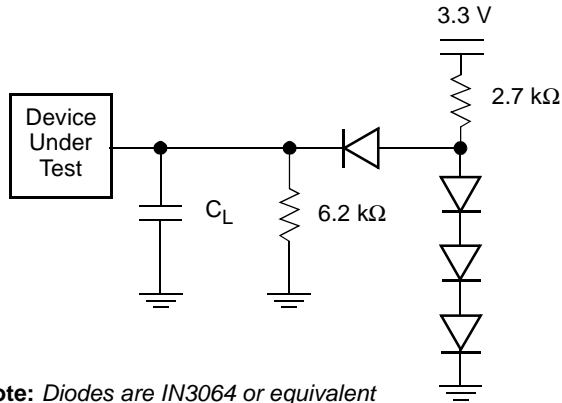 3.3 V
2.7 kΩ
Device
Under
Test
C_L
6.2 kΩ
ote: Diodes are IN3064 or equivalent